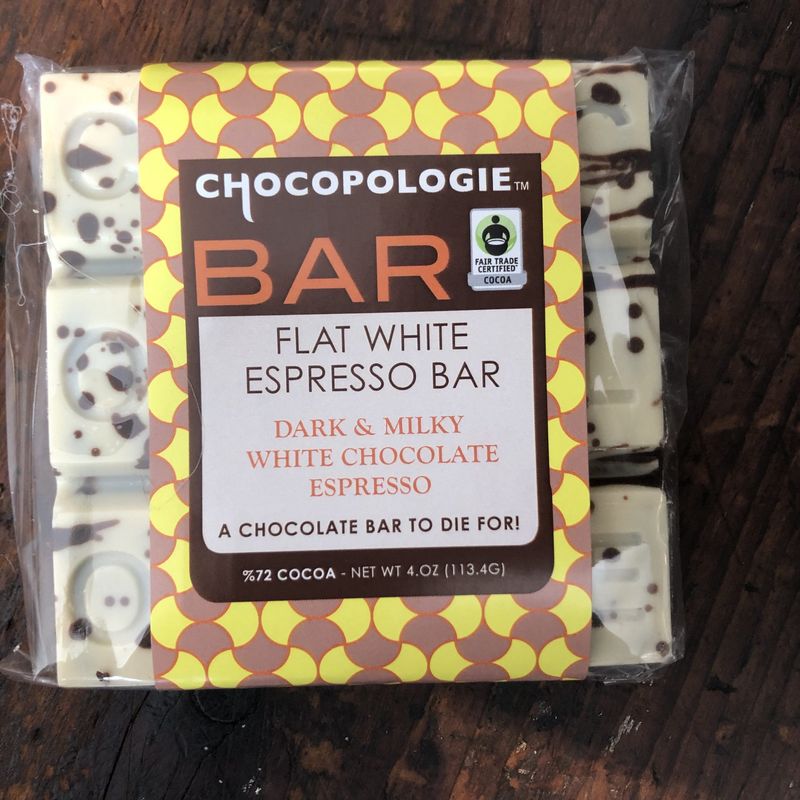 CHOCOPOLOGIE™
BAR
FAIR TRADE
CERTIFIED™
COCOA
FLAT WHITE
ESPRESSO BAR
DARK & MILKY
WHITE CHOCOLATE
ESPRESSO
A CHOCOLATE BAR TO DIE FOR!
%72 COCOA - NET WT 4.OZ (113.4G)